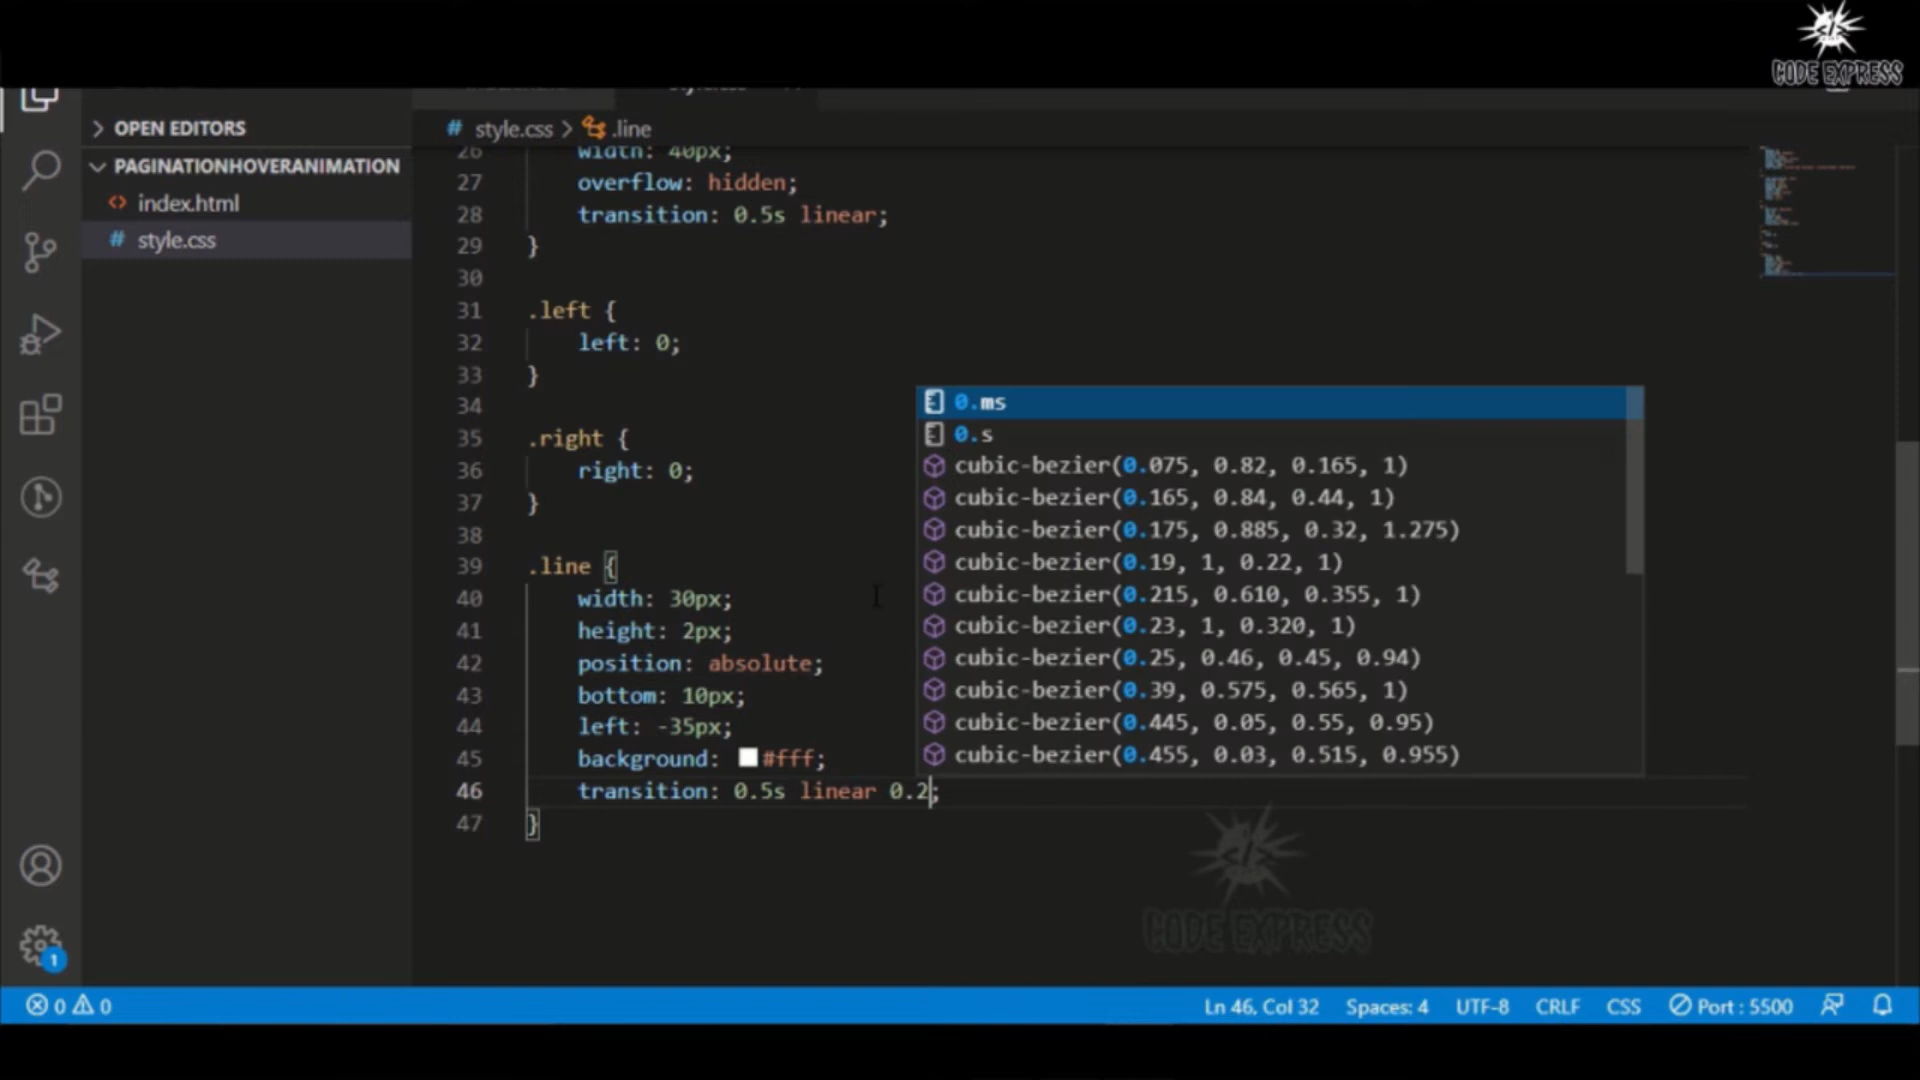 CODE EXPRESS
OPEN EDITORS
PAGINATIONHOVERANIMATION
index.html
style.css
style.css
# style.css > .line
26 width: 40px;
27 overflow: hidden;
28 transition: 0.5s linear;
29 }
30
31 .left {
32 left: 0;
33 }
34
35 .right {
36 right: 0;
37 }
38
39 .line {
40 width: 30px;
41 height: 2px;
42 position: absolute;
43 bottom: 10px;
44 left: -35px;
45 background: #fff;
46 transition: 0.5s linear 0.2;
47 }
0.ms
0.s
cubic-bezier(0.075, 0.82, 0.165, 1)
cubic-bezier(0.165, 0.84, 0.44, 1)
cubic-bezier(0.175, 0.885, 0.32, 1.275)
cubic-bezier(0.19, 1, 0.22, 1)
cubic-bezier(0.215, 0.610, 0.355, 1)
cubic-bezier(0.23, 1, 0.320, 1)
cubic-bezier(0.25, 0.46, 0.45, 0.94)
cubic-bezier(0.39, 0.575, 0.565, 1)
cubic-bezier(0.445, 0.05, 0.55, 0.95)
cubic-bezier(0.455, 0.03, 0.515, 0.955)
CODE EXPRESS
1
0 0 Ln 46, Col 32 Spaces: 4 UTF-8 CRLF CSS Port : 5500